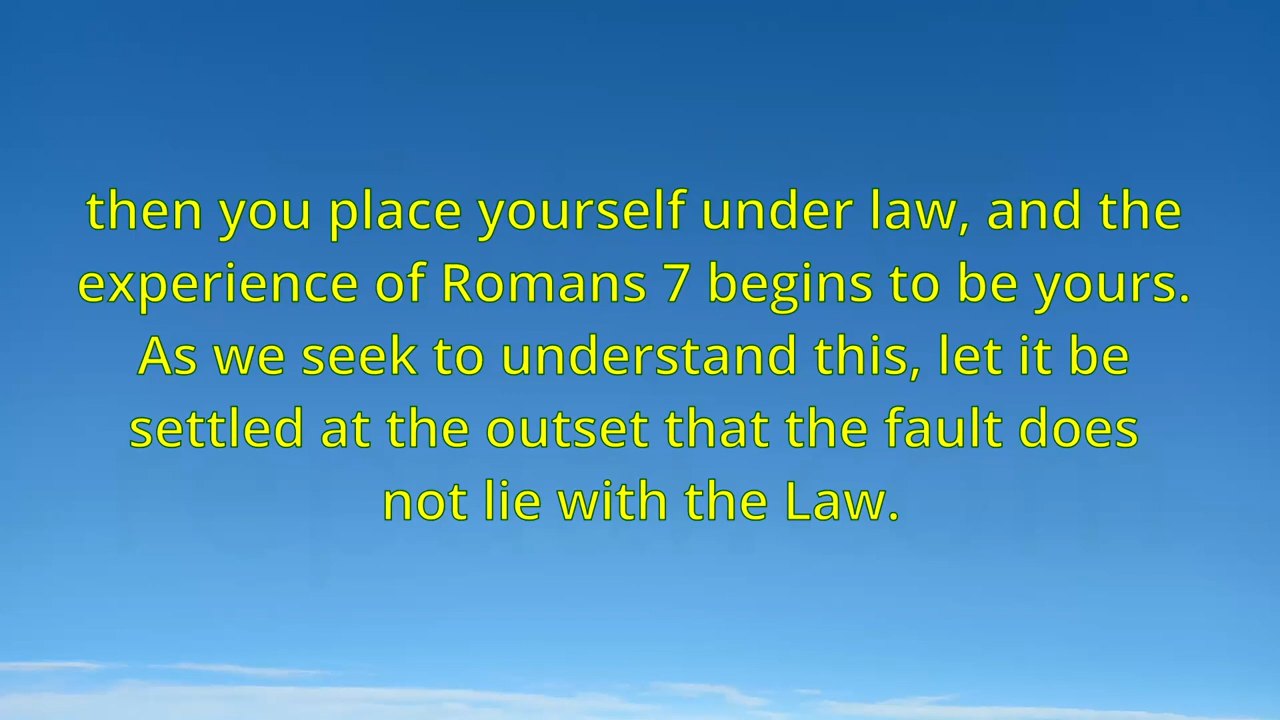 then you place yourself under law, and the
experience of Romans 7 begins to be yours.
As we seek to understand this, let it be
settled at the outset that the fault does
not lie with the Law.